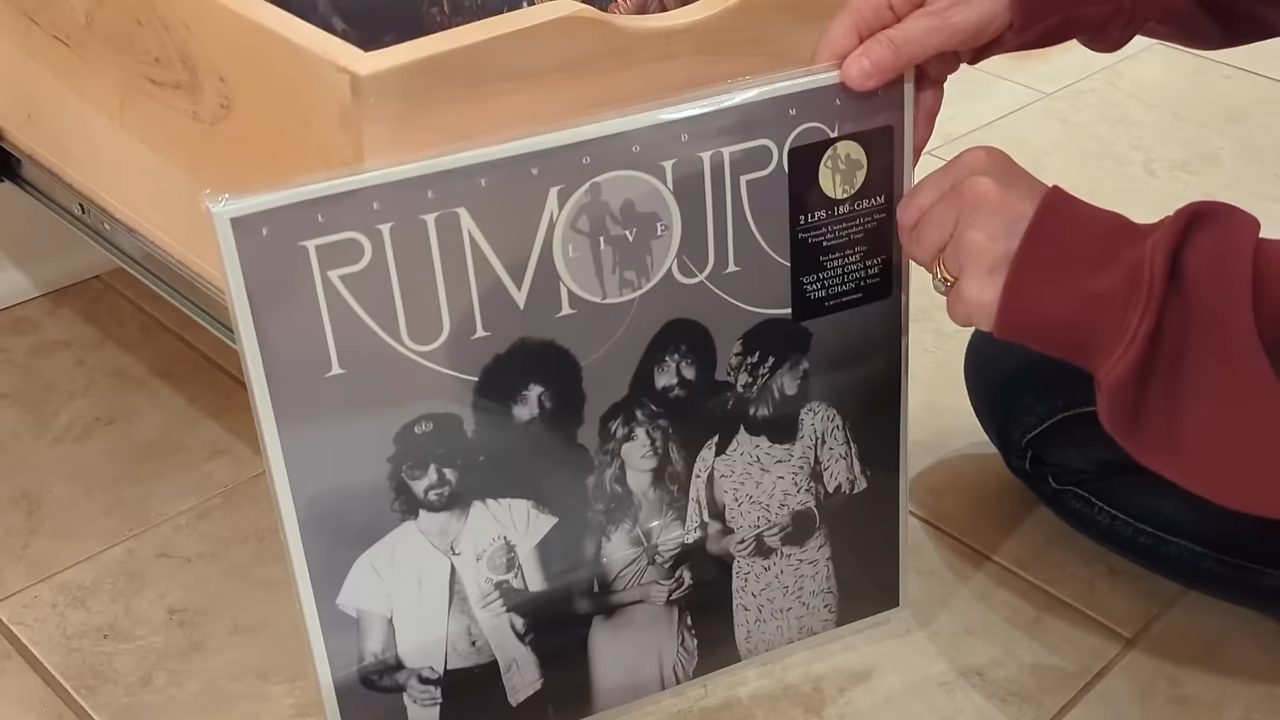 FLEETWOOD MA
RUMOURS
LIVE
2 LPS · 180-GRAM
Previously Unreleased Live Show
From the Legendary 1977
Rumours Tour
Includes the Hits
"DREAMS"
"GO YOUR OWN WAY"
"SAY YOU LOVE ME"
"THE CHAIN" & More